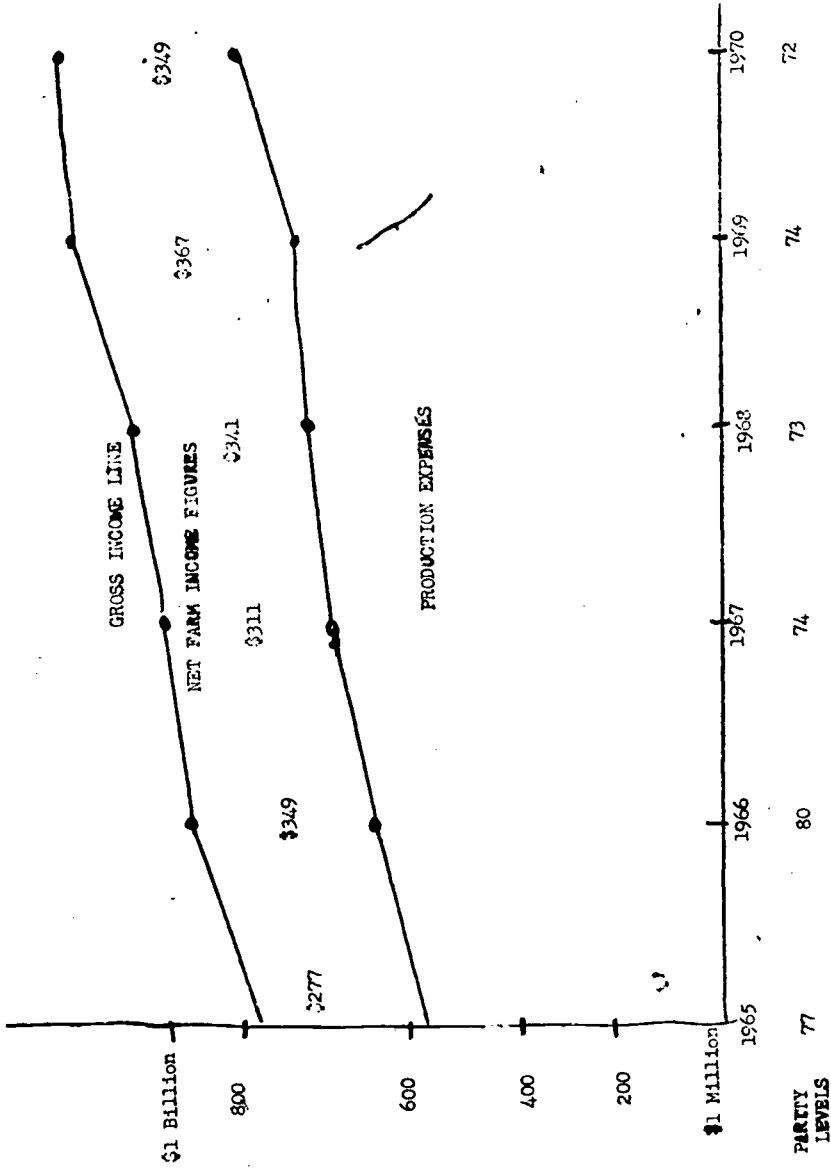 GROSS INCOME LINE
NET FARM INCOME FIGURES
$277 $349 $311 $341 $367 $349
PRODUCTION EXPENSES
$1 Billion
800
600
400
200
$1 Million
1965 1966 1967 1968 1969 1970
PARITY LEVELS 77 80 74 73 74 72